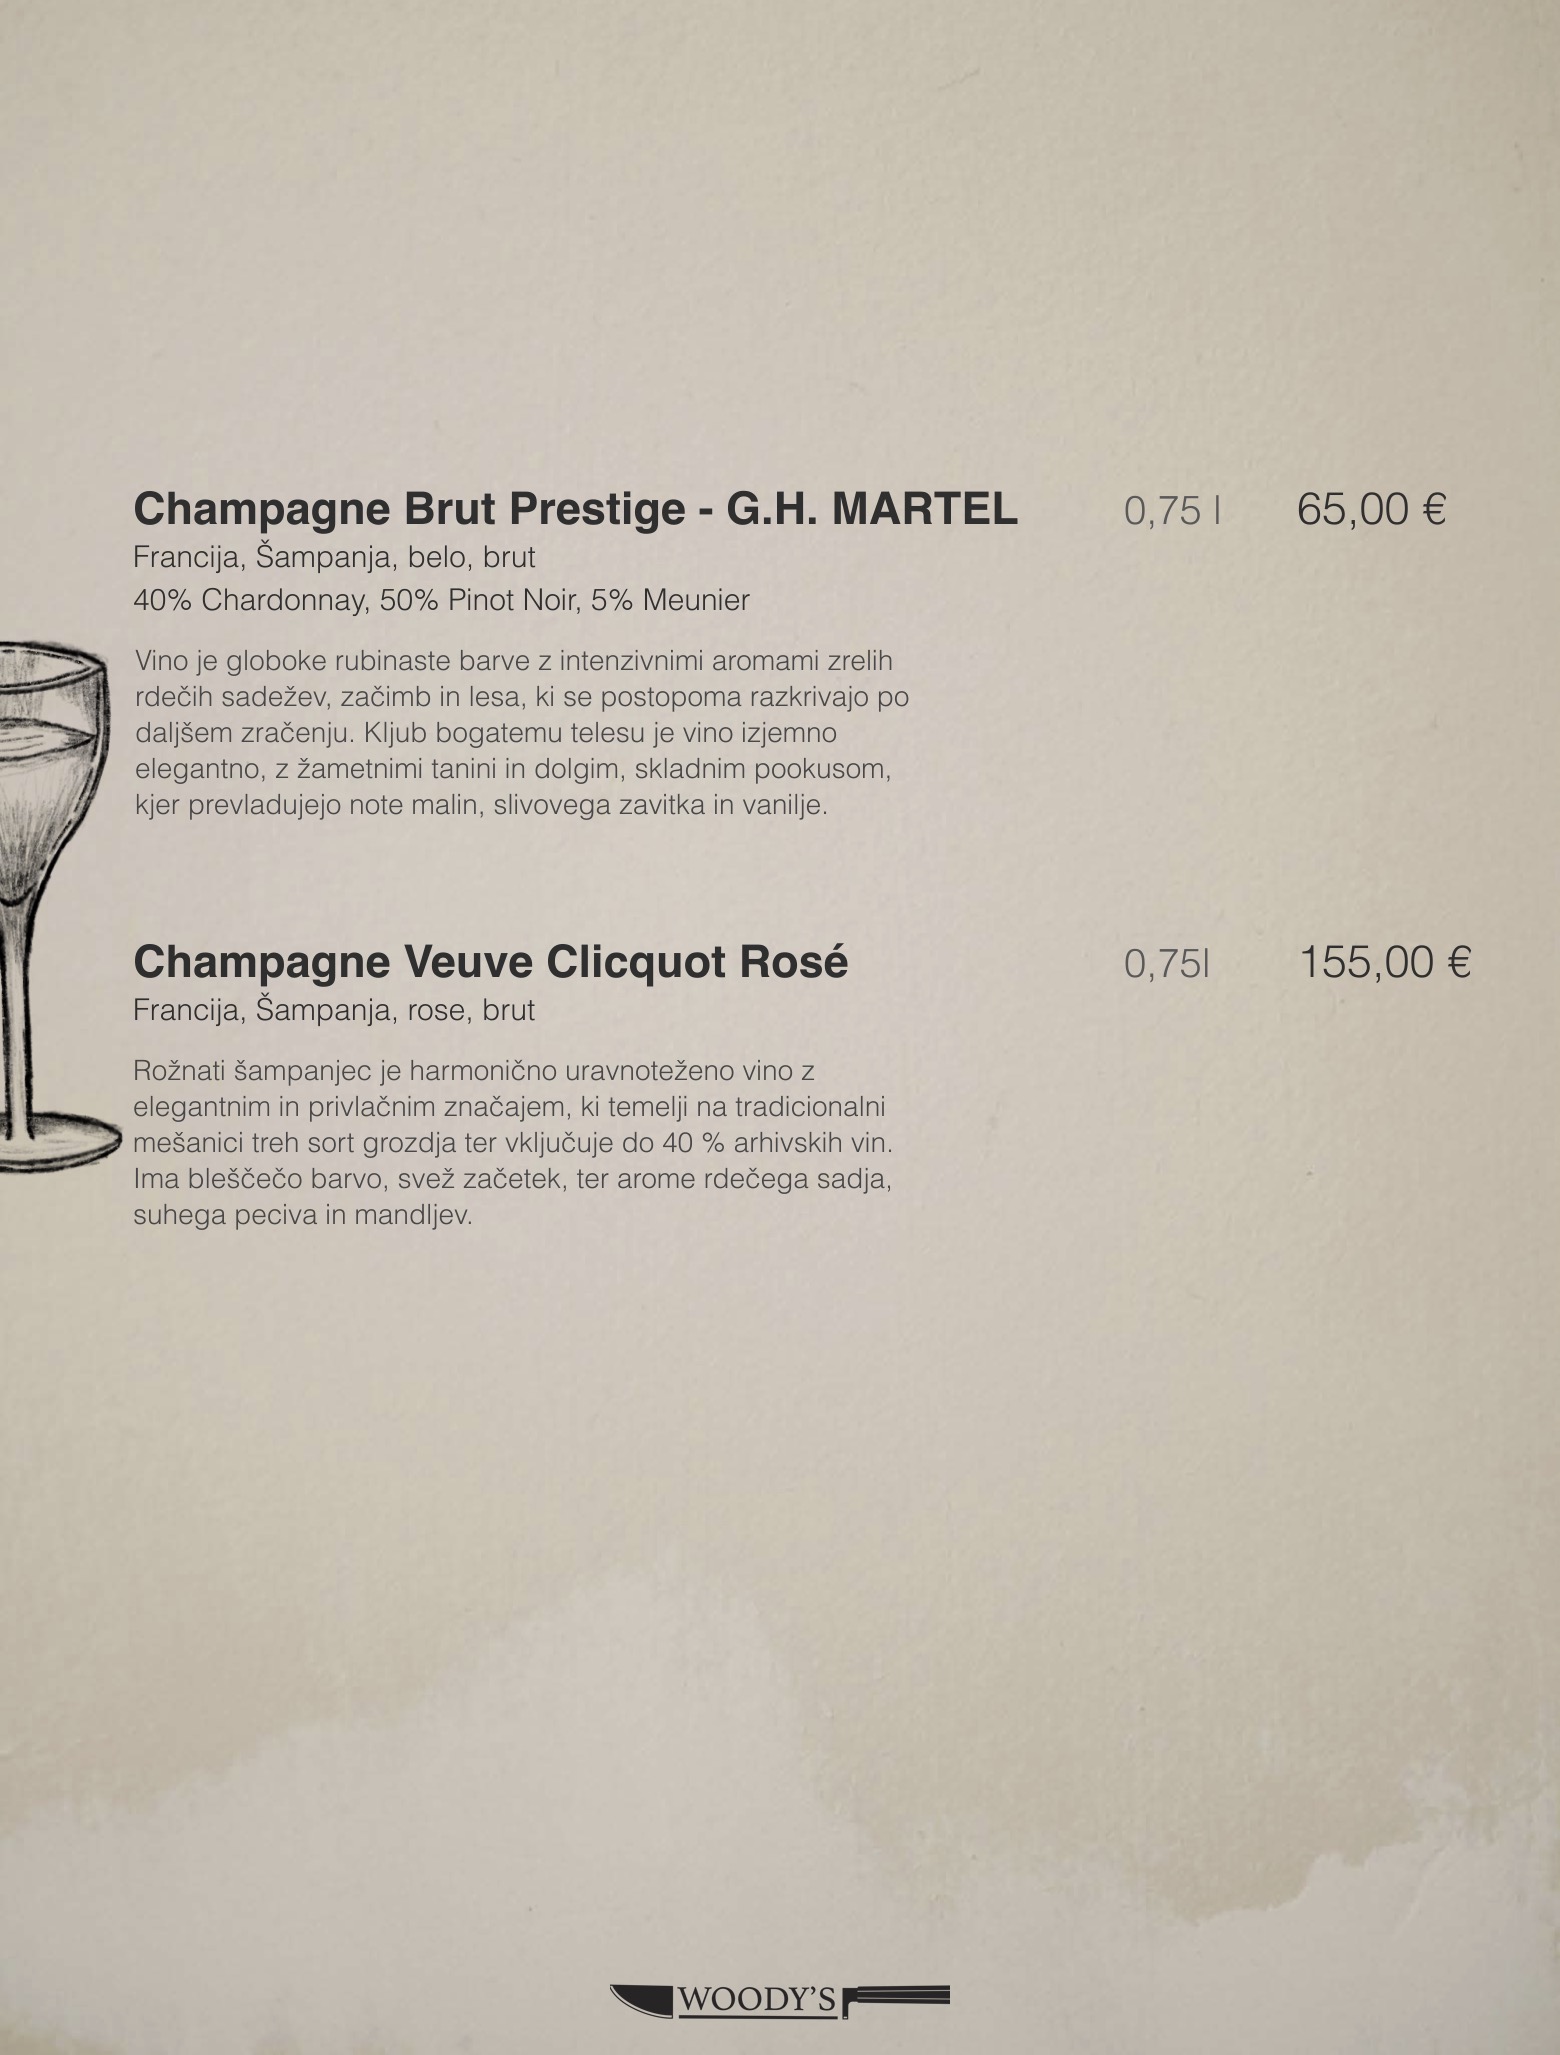 Champagne Brut Prestige - G.H. MARTEL 0,75 l 65,00 €
Francija, Šampanja, belo, brut
40% Chardonnay, 50% Pinot Noir, 5% Meunier
Vino je globoke rubinaste barve z intenzivnimi aromami zrelih
rdečih sadežev, začimb in lesa, ki se postopoma razkrivajo po
daljšem zračenju. Kljub bogatemu telesu je vino izjemno
elegantno, z žametnimi tanini in dolgim, skladnim pookusom,
kjer prevladujejo note malin, slivovega zavitka in vanilje.
Champagne Veuve Clicquot Rosé 0,75l 155,00 €
Francija, Šampanja, rose, brut
Rožnati šampanjec je harmonično uravnoteženo vino z
elegantnim in privlačnim značajem, ki temelji na tradicionalni
mešanici treh sort grozdja ter vključuje do 40 % arhivskih vin.
Ima bleščečo barvo, svež začetek, ter arome rdečega sadja,
suhega peciva in mandljev.
WOODY'S